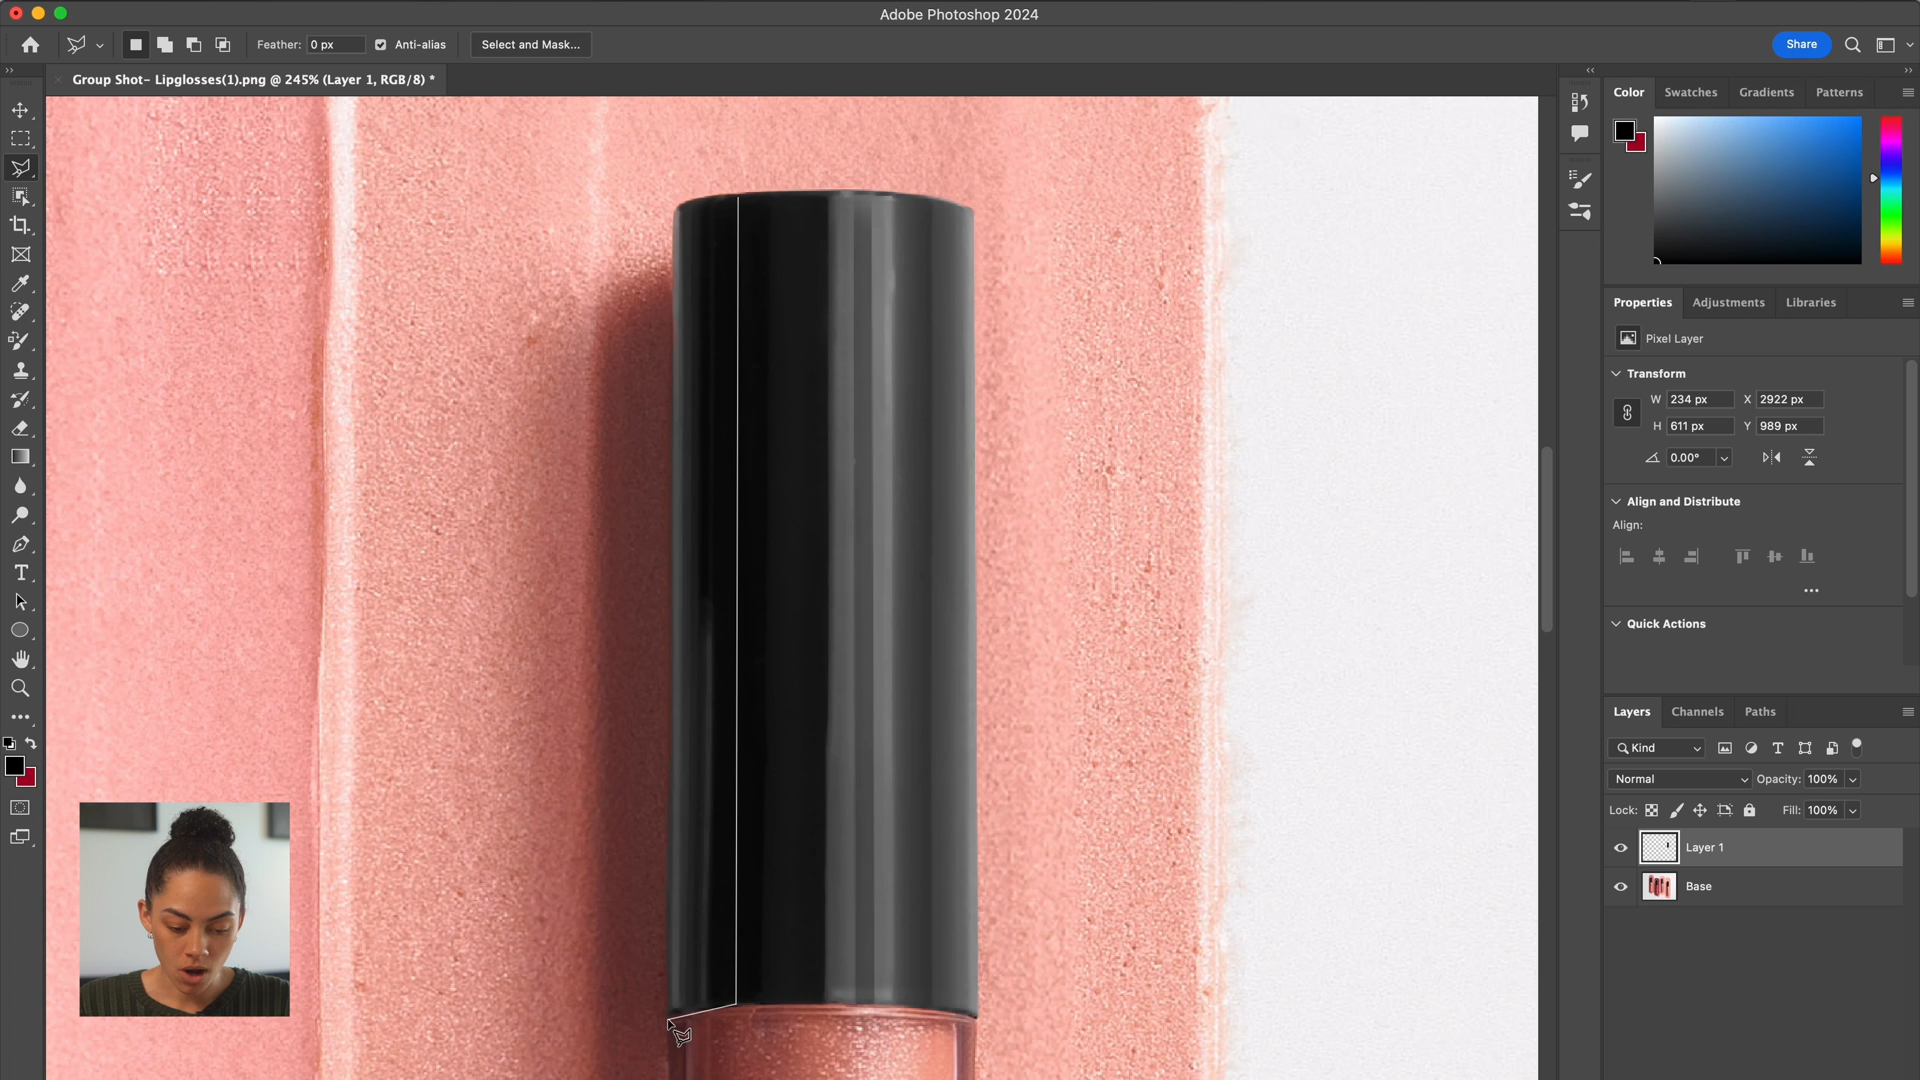 Adobe Photoshop 2024
Feather: 0 px Anti-alias Select and Mask... Share
Group Shot- Lipglosses(1).png @ 245% (Layer 1, RGB/8) *
Color Swatches Gradients Patterns
Properties Adjustments Libraries
Pixel Layer
Transform
W 234 px X 2922 px
H 611 px Y 989 px
0.00°
Align and Distribute
Align:
Quick Actions
Layers Channels Paths
Kind
Normal Opacity: 100%
Lock: Fill: 100%
Layer 1
Base